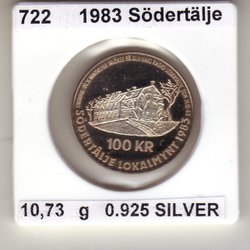 722 1983 Södertälje
100 KR
SÖDERTÄLJE LOKALMYNT 1983
10,73 g 0.925 SILVER